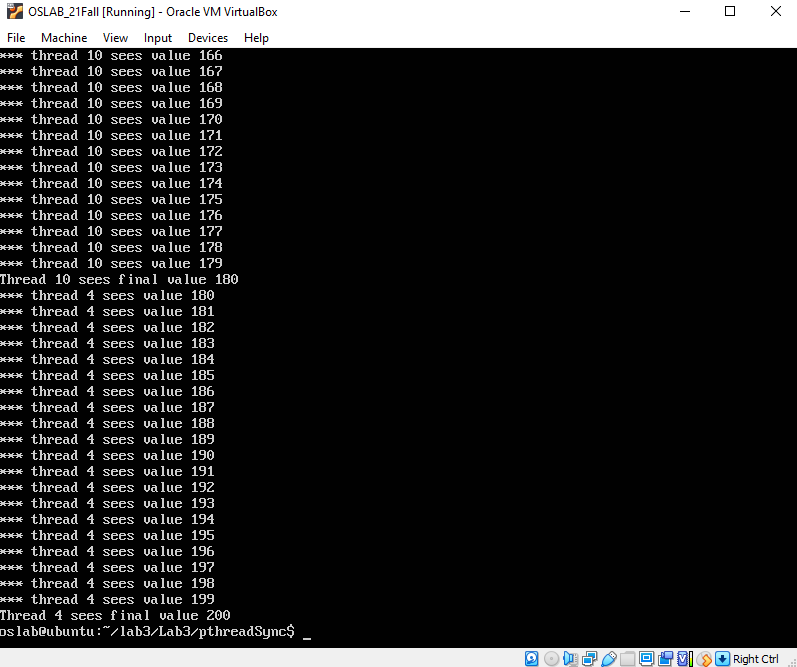 OSLAB_21Fall [Running] - Oracle VM VirtualBox
File Machine View Input Devices Help
*** thread 10 sees value 166
*** thread 10 sees value 167
*** thread 10 sees value 168
*** thread 10 sees value 169
*** thread 10 sees value 170
*** thread 10 sees value 171
*** thread 10 sees value 172
*** thread 10 sees value 173
*** thread 10 sees value 174
*** thread 10 sees value 175
*** thread 10 sees value 176
*** thread 10 sees value 177
*** thread 10 sees value 178
*** thread 10 sees value 179
Thread 10 sees final value 180
*** thread 4 sees value 180
*** thread 4 sees value 181
*** thread 4 sees value 182
*** thread 4 sees value 183
*** thread 4 sees value 184
*** thread 4 sees value 185
*** thread 4 sees value 186
*** thread 4 sees value 187
*** thread 4 sees value 188
*** thread 4 sees value 189
*** thread 4 sees value 190
*** thread 4 sees value 191
*** thread 4 sees value 192
*** thread 4 sees value 193
*** thread 4 sees value 194
*** thread 4 sees value 195
*** thread 4 sees value 196
*** thread 4 sees value 197
*** thread 4 sees value 198
*** thread 4 sees value 199
Thread 4 sees final value 200
oslab@ubuntu:~/lab3/Lab3/pthreadSync$ _
Right Ctrl